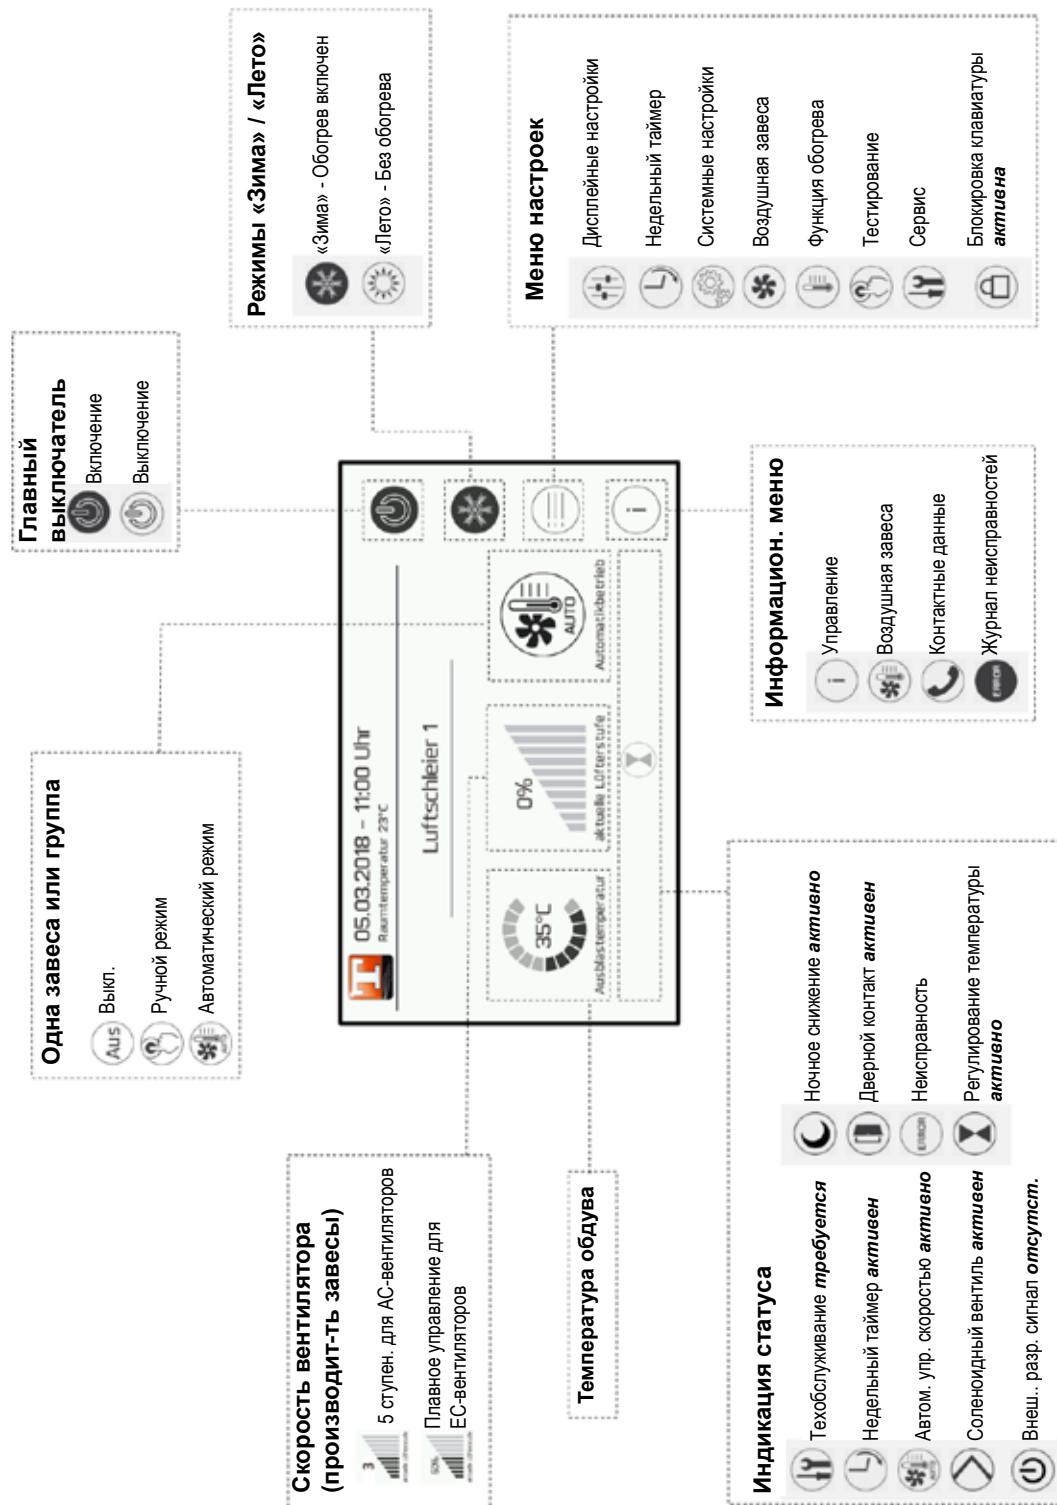 Скорость вентилятора
(производит-ть завесы)
3
5 ступен. для АС-вентиляторов
Плавное управление для
ЕС-вентиляторов
Одна завеса или группа
Aus
Выкл.
Ручной режим
AUTO
Автоматический режим
Главный
выключатель
Включение
Выключение
Режимы «Зима» / «Лето»
«Зима» - Обогрев включен
«Лето» - Без обогрева
Температура обдува
T
05.03.2018 – 11:00 Uhr
Raumtemperatur 23°C
Luftschleier 1
35°C
Ausblastemperatur
0%
aktuelle Lüfterstufe
AUTO
Automatikbetrieb
i
Меню настроек
Дисплейные настройки
Недельный таймер
Системные настройки
Воздушная завеса
Функция обогрева
Тестирование
Сервис
Блокировка клавиатуры
активна
Индикация статуса
Техобслуживание требуется
Недельный таймер активен
AUTO
Автом. упр. скоростью активно
Соленоидный вентиль активен
Внеш.. разр. сигнал отсутст.
Ночное снижение активно
Дверной контакт активен
ERROR
Неисправность
Регулирование температуры
активно
Информацион. меню
i
Управление
Воздушная завеса
Контактные данные
ERROR
Журнал неисправностей